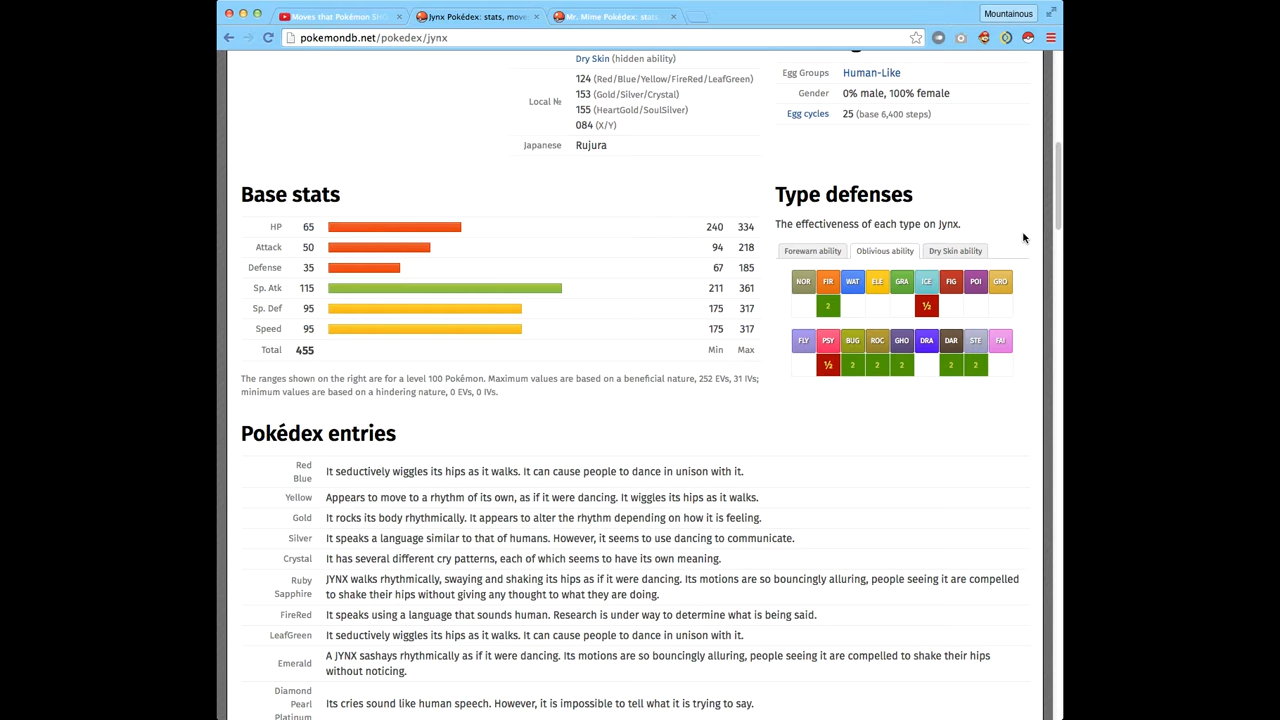 Moves that Pokémon SHO
Jynx Pokédex: stats, move
Mr. Mime Pokédex: stats,
Mountainous
pokemondb.net/pokedex/jynx
Dry Skin (hidden ability)
Local №
124 (Red/Blue/Yellow/FireRed/LeafGreen)
153 (Gold/Silver/Crystal)
155 (HeartGold/SoulSilver)
084 (X/Y)
Japanese Rujura
Egg Groups Human-Like
Gender 0% male, 100% female
Egg cycles 25 (base 6,400 steps)
Base stats
HP 65 240 334
Attack 50 94 218
Defense 35 67 185
Sp. Atk 115 211 361
Sp. Def 95 175 317
Speed 95 175 317
Total 455 Min Max
The ranges shown on the right are for a level 100 Pokémon. Maximum values are based on a beneficial nature, 252 EVs, 31 IVs;
minimum values are based on a hindering nature, 0 EVs, 0 IVs.
Type defenses
The effectiveness of each type on Jynx.
Forewarn ability Oblivious ability Dry Skin ability
NOR FIR WAT ELE GRA ICE FIG POI GRO
2 ½
FLY PSY BUG ROC GHO DRA DAR STE FAI
½ 2 2 2 2 2
Pokédex entries
Red
Blue
It seductively wiggles its hips as it walks. It can cause people to dance in unison with it.
Yellow Appears to move to a rhythm of its own, as if it were dancing. It wiggles its hips as it walks.
Gold It rocks its body rhythmically. It appears to alter the rhythm depending on how it is feeling.
Silver It speaks a language similar to that of humans. However, it seems to use dancing to communicate.
Crystal It has several different cry patterns, each of which seems to have its own meaning.
Ruby
Sapphire
JYNX walks rhythmically, swaying and shaking its hips as if it were dancing. Its motions are so bouncingly alluring, people seeing it are compelled
to shake their hips without giving any thought to what they are doing.
FireRed It speaks using a language that sounds human. Research is under way to determine what is being said.
LeafGreen It seductively wiggles its hips as it walks. It can cause people to dance in unison with it.
Emerald
A JYNX sashays rhythmically as if it were dancing. Its motions are so bouncingly alluring, people seeing it are compelled to shake their hips
without noticing.
Diamond
Pearl
Platinum
Its cries sound like human speech. However, it is impossible to tell what it is trying to say.